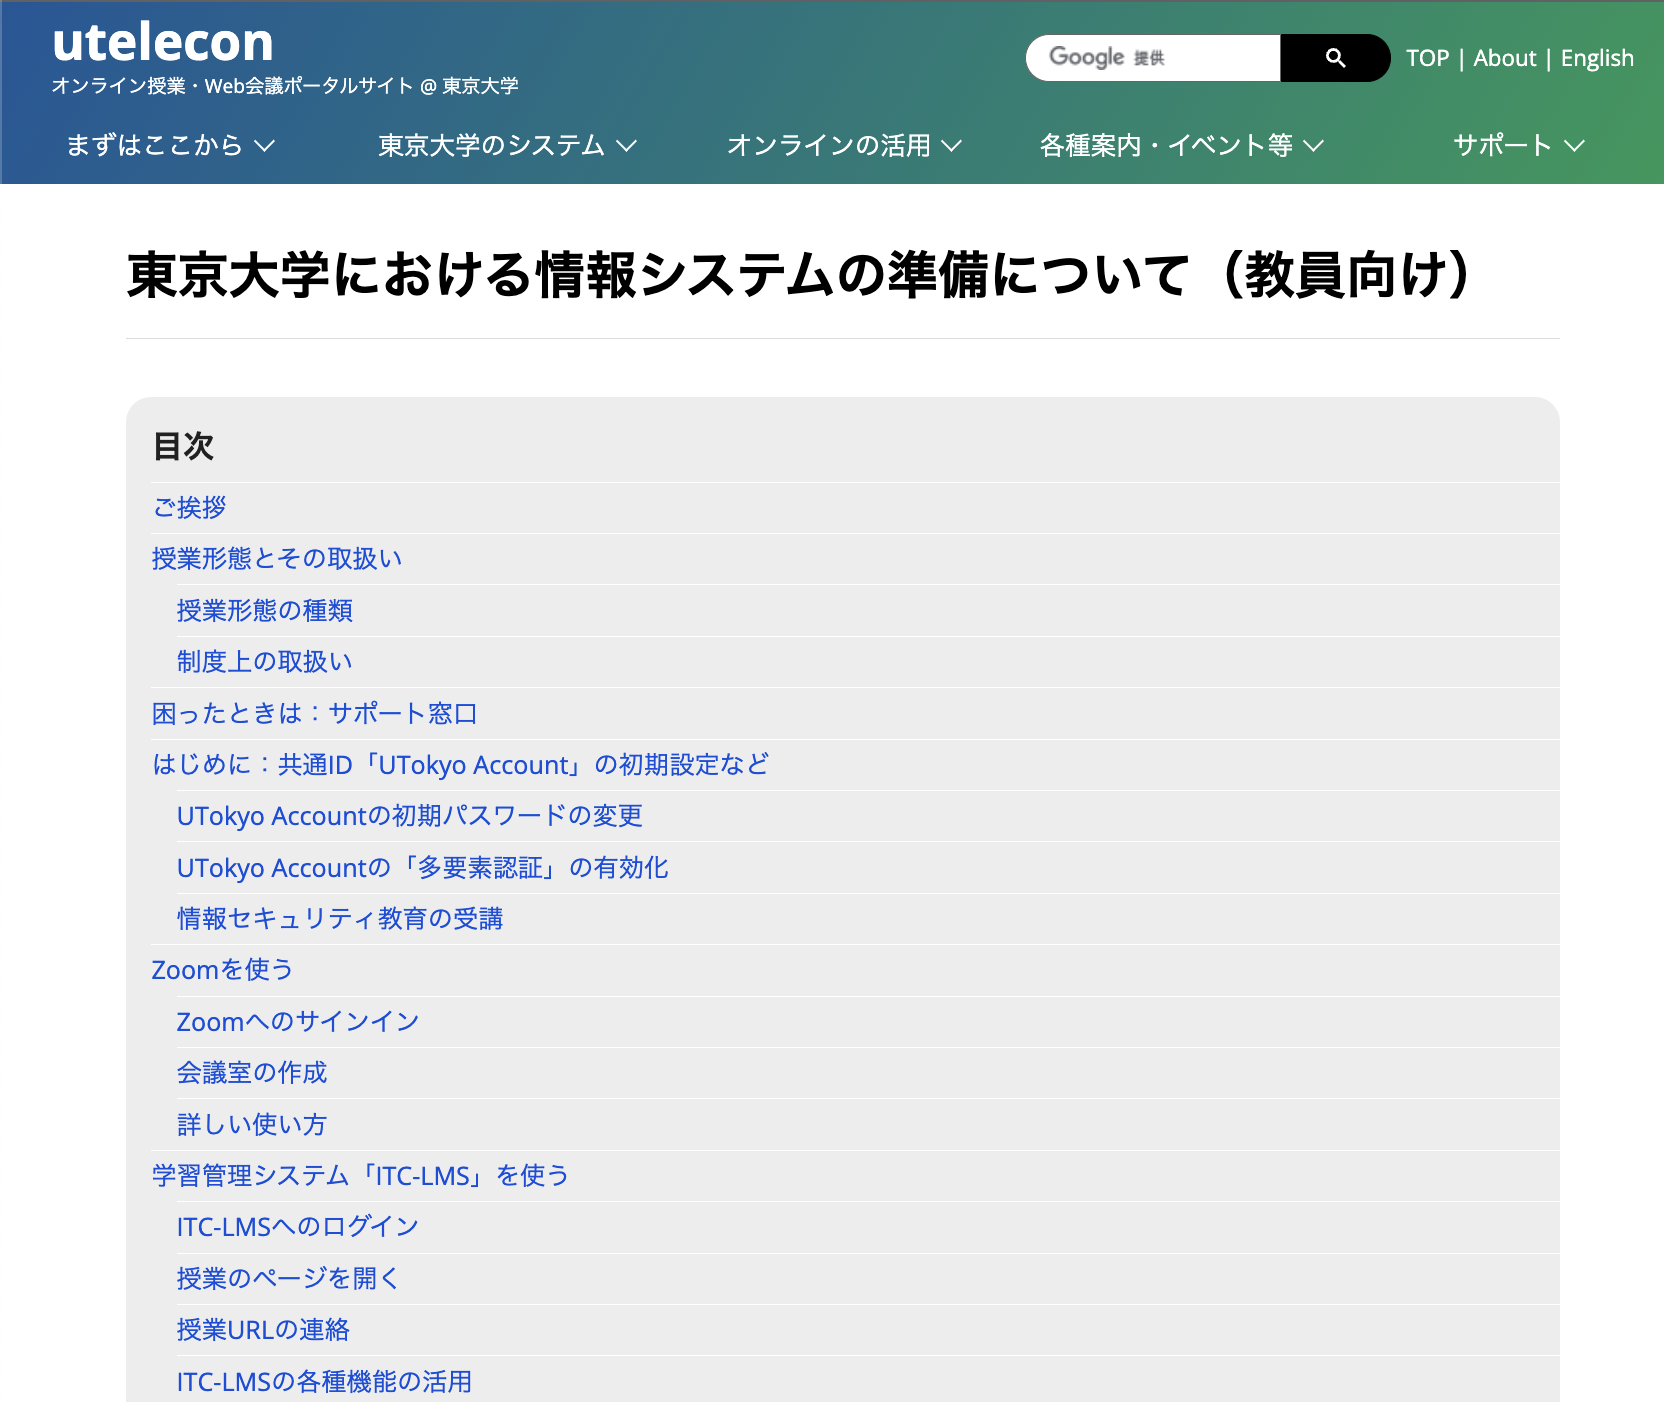 utelecon
オンライン授業・Web会議ポータルサイト @ 東京大学
Google 提供
TOP | About | English
まずはここから
東京大学のシステム
オンラインの活用
各種案内・イベント等
サポート
東京大学における情報システムの準備について（教員向け）
目次
ご挨拶
授業形態とその取扱い
授業形態の種類
制度上の取扱い
困ったときは：サポート窓口
はじめに：共通ID「UTokyo Account」の初期設定など
UTokyo Accountの初期パスワードの変更
UTokyo Accountの「多要素認証」の有効化
情報セキュリティ教育の受講
Zoomを使う
Zoomへのサインイン
会議室の作成
詳しい使い方
学習管理システム「ITC-LMS」を使う
ITC-LMSへのログイン
授業のページを開く
授業URLの連絡
ITC-LMSの各種機能の活用